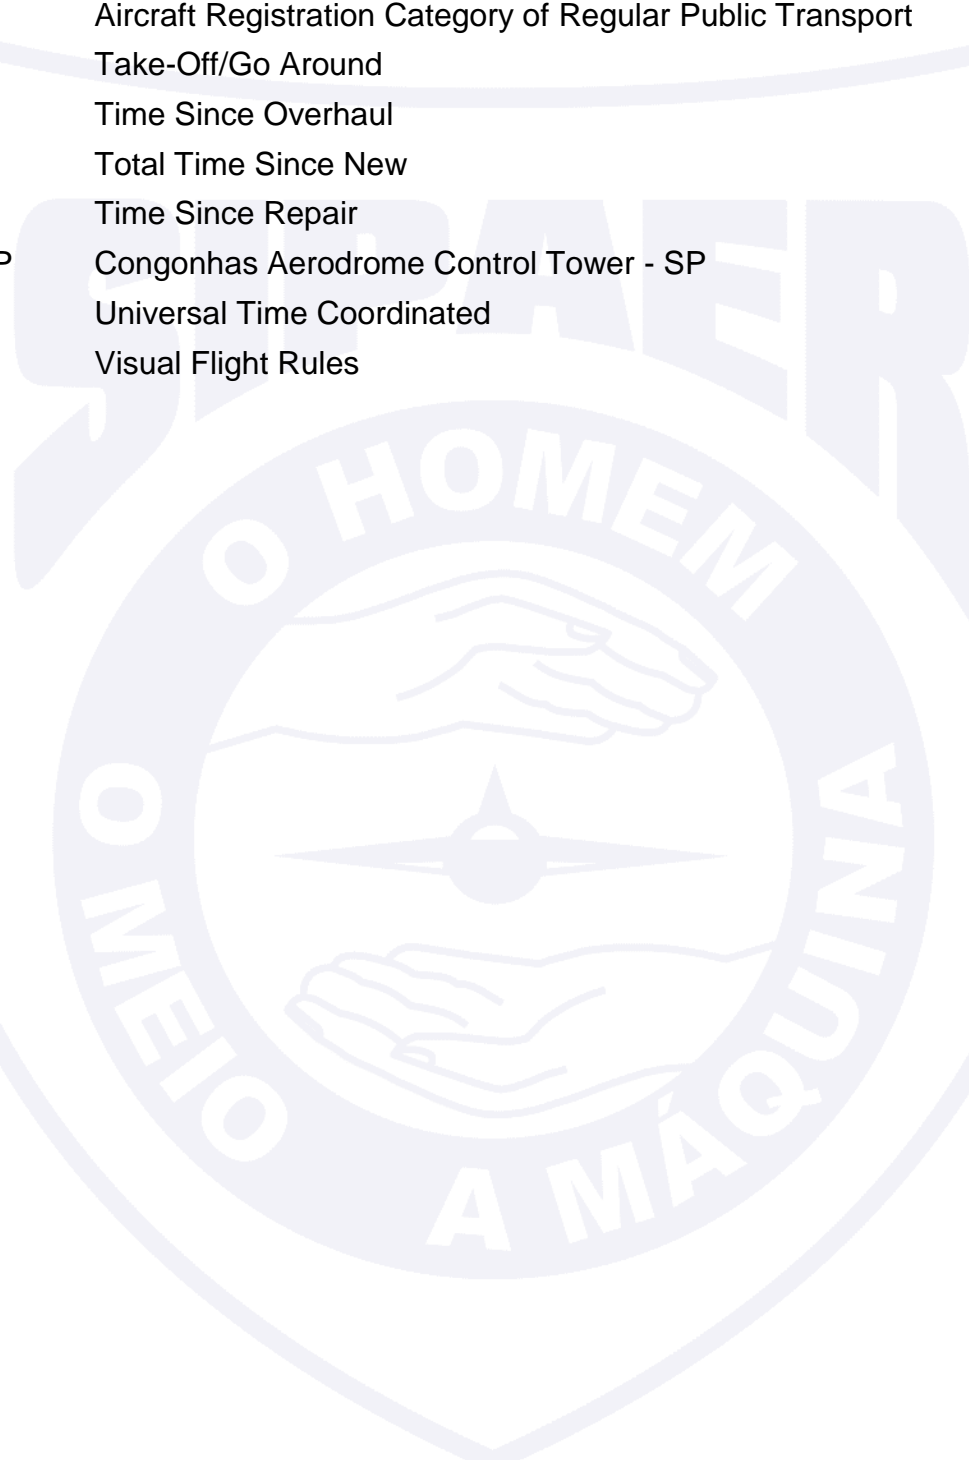 Aircraft Registration Category of Regular Public Transport
Take-Off/Go Around
Time Since Overhaul
Total Time Since New
Time Since Repair
P Congonhas Aerodrome Control Tower - SP
Universal Time Coordinated
Visual Flight Rules
SIPAER
O HOMEM
O MEIO
A MÁQUINA